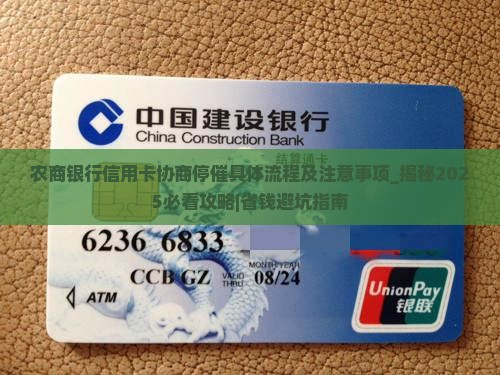 中国建设银行
China Construction Bank
结算通卡
农商银行信用卡协商停催具体流程及注意事项_揭秘202
5必看攻略|省钱避坑指南
6236 6833
MONTH/YEAR
CCB GZ VALID THRU 08/24
ATM
UnionPay
银联
China Construction Bank